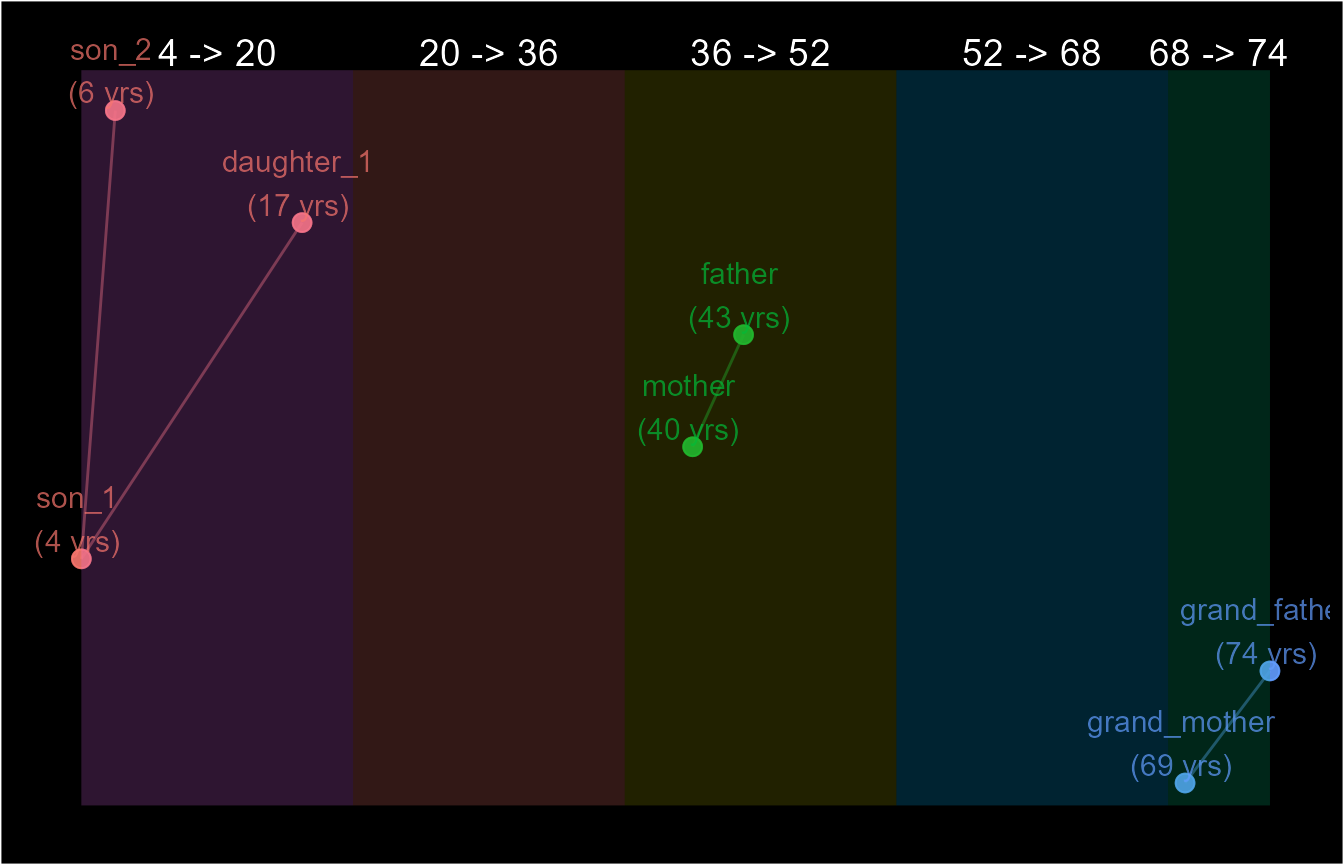 4 -> 20
20 -> 36
36 -> 52
52 -> 68
68 -> 74
son_2
(6 yrs)
daughter_1
(17 yrs)
father
(43 yrs)
mother
(40 yrs)
son_1
(4 yrs)
grand_fathe
(74 yrs)
grand_mother
(69 yrs)